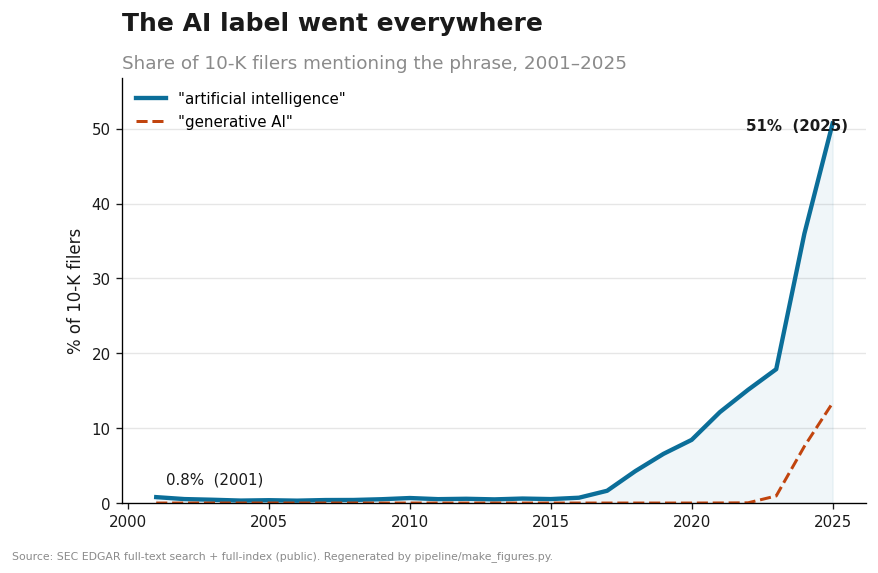 The AI label went everywhere
Share of 10-K filers mentioning the phrase, 2001–2025
"artificial intelligence"
"generative AI"
51% (2025)
0.8% (2001)
% of 10-K filers
50
40
30
20
10
0
2000 2005 2010 2015 2020 2025
Source: SEC EDGAR full-text search + full-index (public). Regenerated by pipeline/make_figures.py.